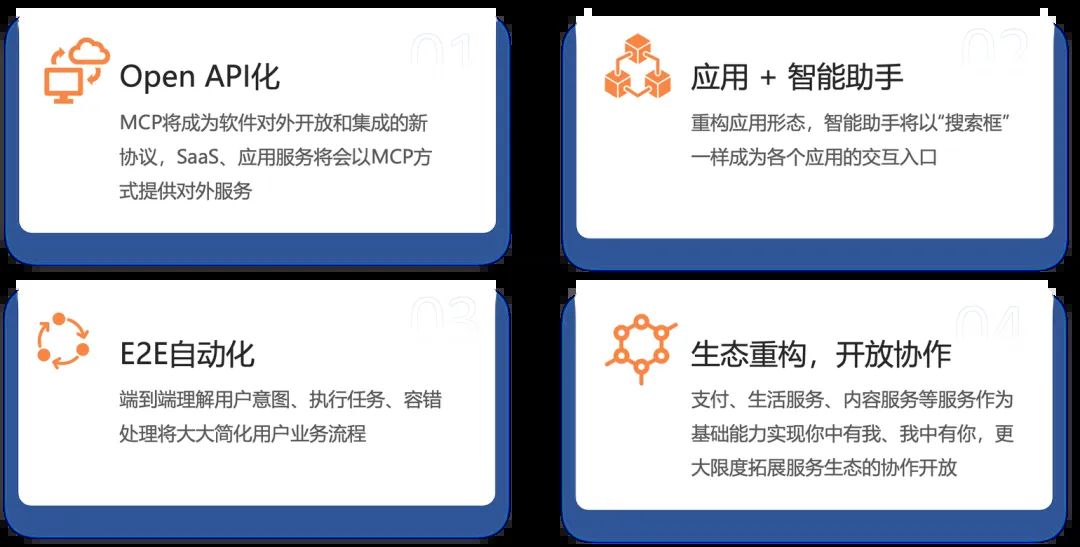 01
Open API化
MCP将成为软件对外开放和集成的新
协议，SaaS、应用服务将会以MCP方
式提供对外服务
02
应用 + 智能助手
重构应用形态，智能助手将以“搜索框”
一样成为各个应用的交互入口
03
E2E自动化
端到端理解用户意图、执行任务、容错
处理将大大简化用户业务流程
04
生态重构，开放协作
支付、生活服务、内容服务等服务作为
基础能力实现你中有我、我中有你，更
大限度拓展服务生态的协作开放